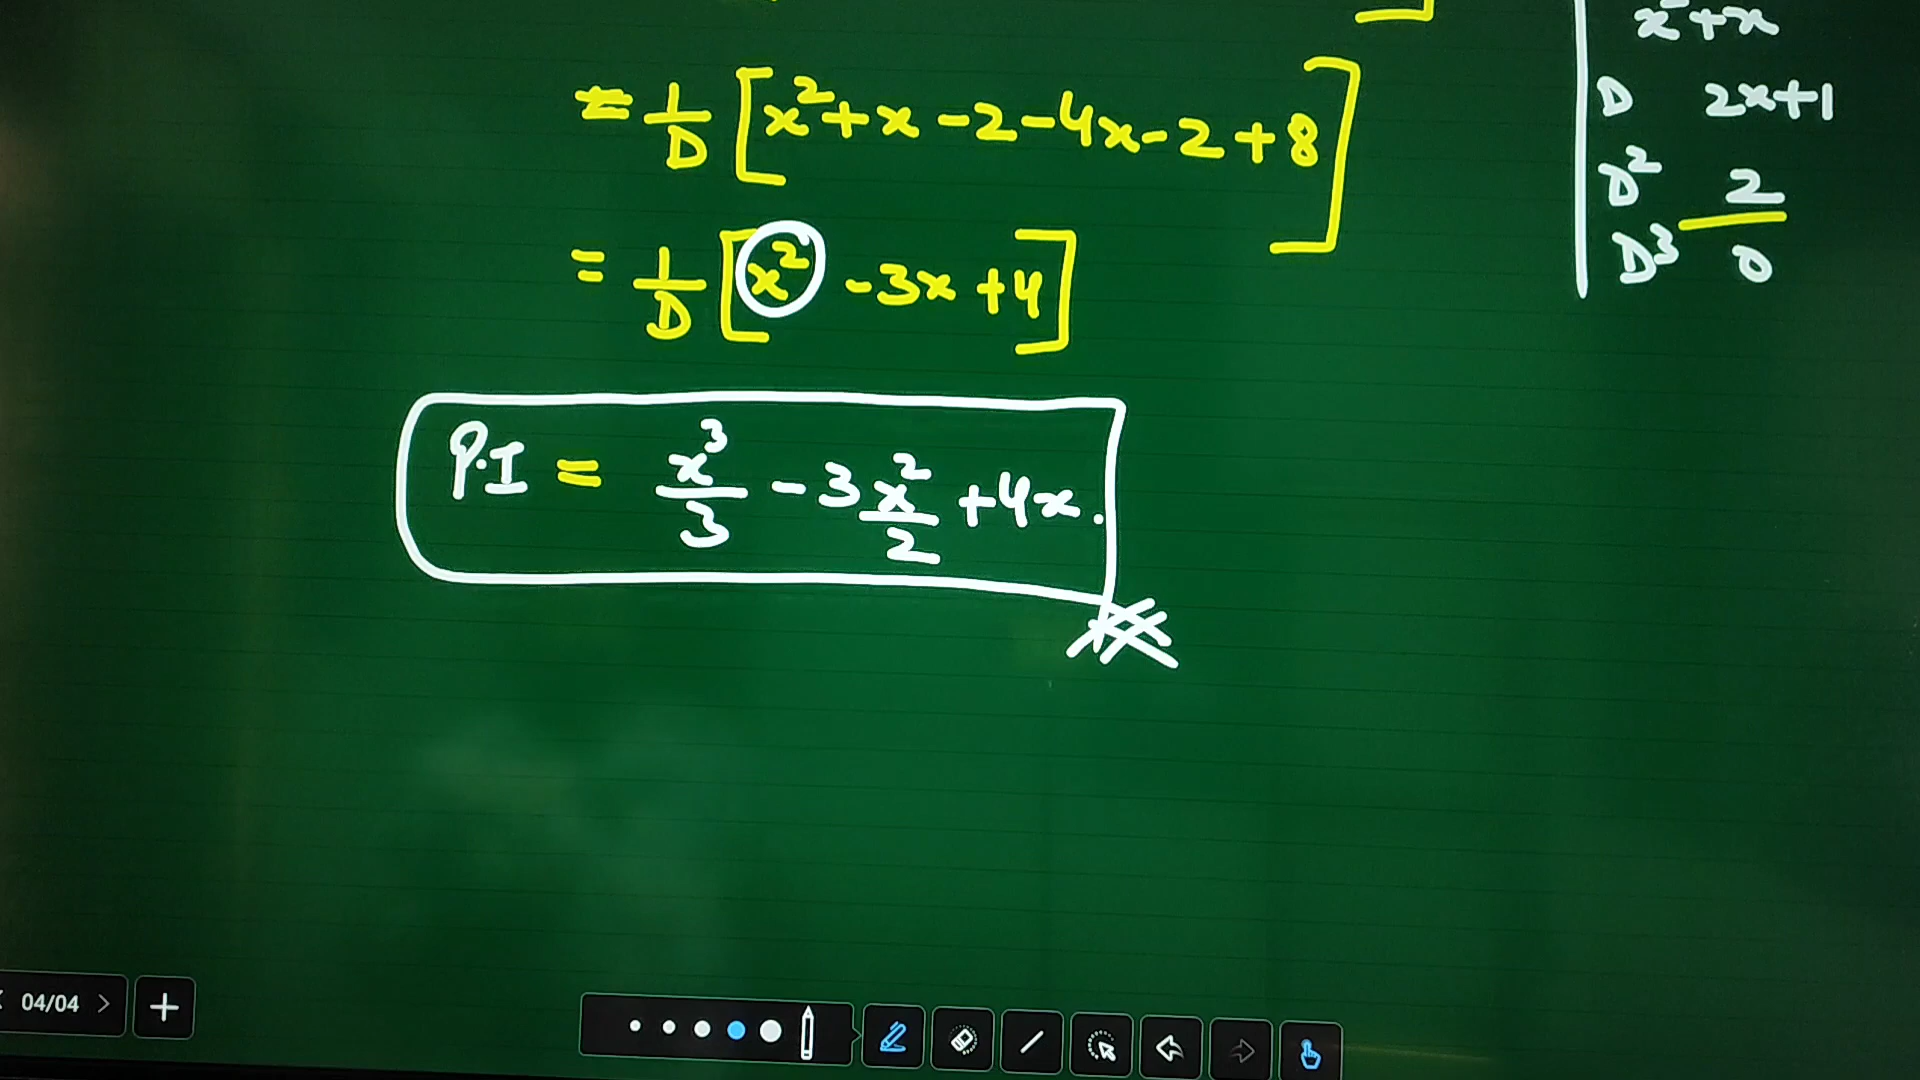 x²+x
= 1/D [x²+x-2-4x-2+8]
D 2x+1
D² 2
= 1/D [x² -3x+4]
D³ 0
P.I = x³/3 -3x²/2 +4x.
04/04